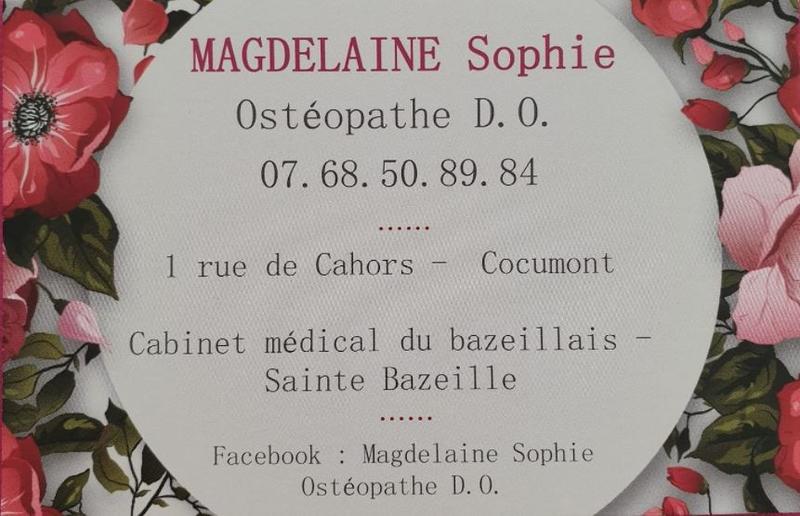 MAGDELAINE Sophie
Ostéopathe D.O.
07.68.50.89.84
......
1 rue de Cahors - Cocumont
Cabinet médical du bazeillais -
Sainte Bazeille
......
Facebook : Magdelaine Sophie
Ostéopathe D.O.